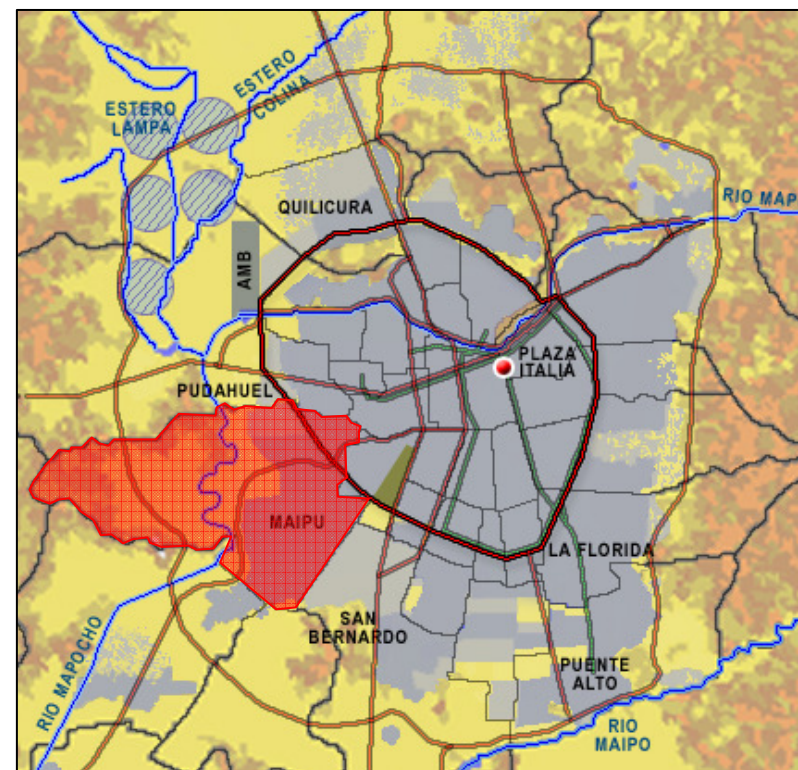 ESTERO
COLINA
ESTERO
LAMPA
QUILICURA
RIO MAP
AMB
PLAZA
ITALIA
PUDAHUEL
MAIPU
LA FLORIDA
SAN
BERNARDO
PUENTE
ALTO
RIO MAPOCHO
RIO
MAIPO